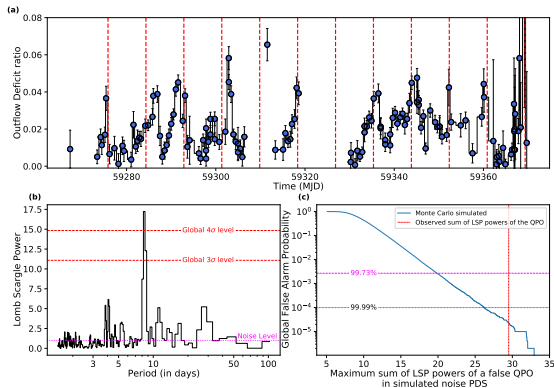 (a)
0.08
0.06
0.04
0.02
0.00
Outflow Deficit ratio
59280
59300
59320
59340
59360
Time (MJD)
(b)
17.5
15.0
12.5
10.0
7.5
5.0
2.5
0.0
Lomb Scargle Power
Global 4σ level
Global 3σ level
Noise Level
3
5
10
50
100
Period (in days)
(c)
10⁰
10⁻¹
10⁻²
10⁻³
10⁻⁴
10⁻⁵
Global False Alarm Probability
Monte Carlo simulated
Observed sum of LSP powers of the QPO
99.73%
99.99%
5
10
15
20
25
30
35
Maximum sum of LSP powers of a false QPO
in simulated noise PDS